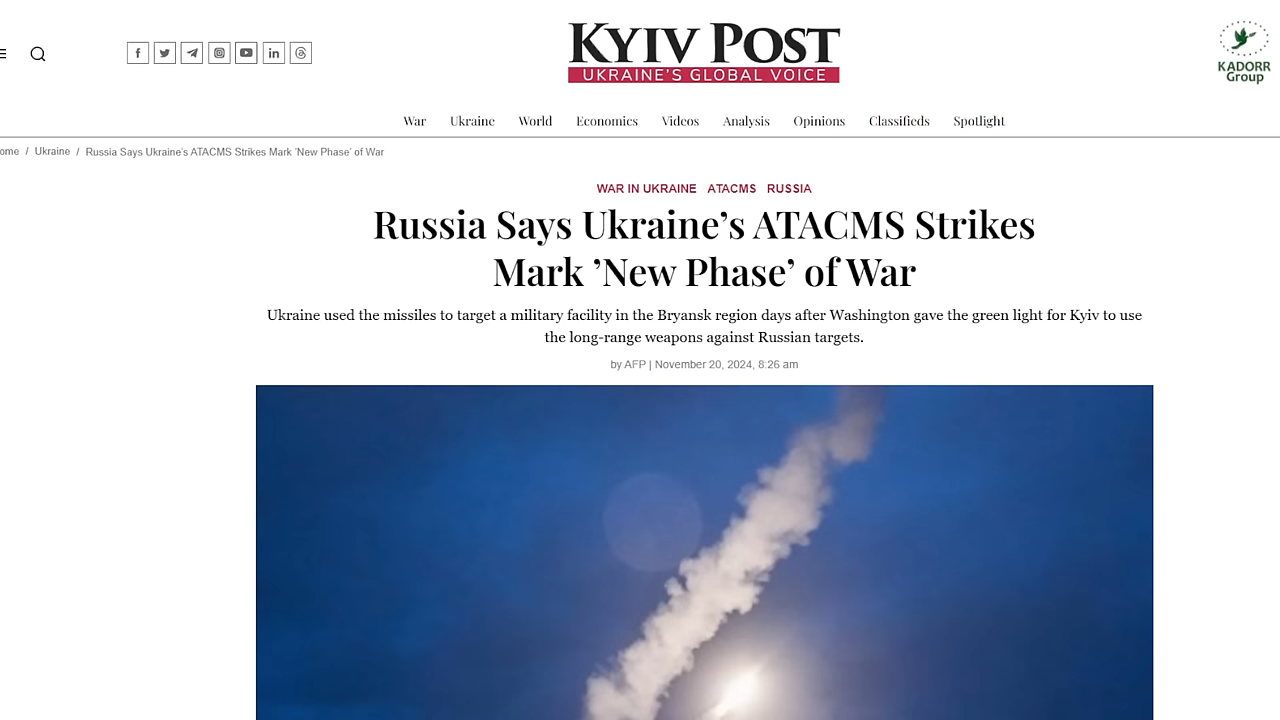 KYIV POST
UKRAINE'S GLOBAL VOICE
KADORR
Group
War Ukraine World Economics Videos Analysis Opinions Classifieds Spotlight
ome / Ukraine / Russia Says Ukraine's ATACMS Strikes Mark 'New Phase' of War
WAR IN UKRAINE ATACMS RUSSIA
Russia Says Ukraine’s ATACMS Strikes
Mark ’New Phase’ of War
Ukraine used the missiles to target a military facility in the Bryansk region days after Washington gave the green light for Kyiv to use
the long-range weapons against Russian targets.
by AFP | November 20, 2024, 8:26 am